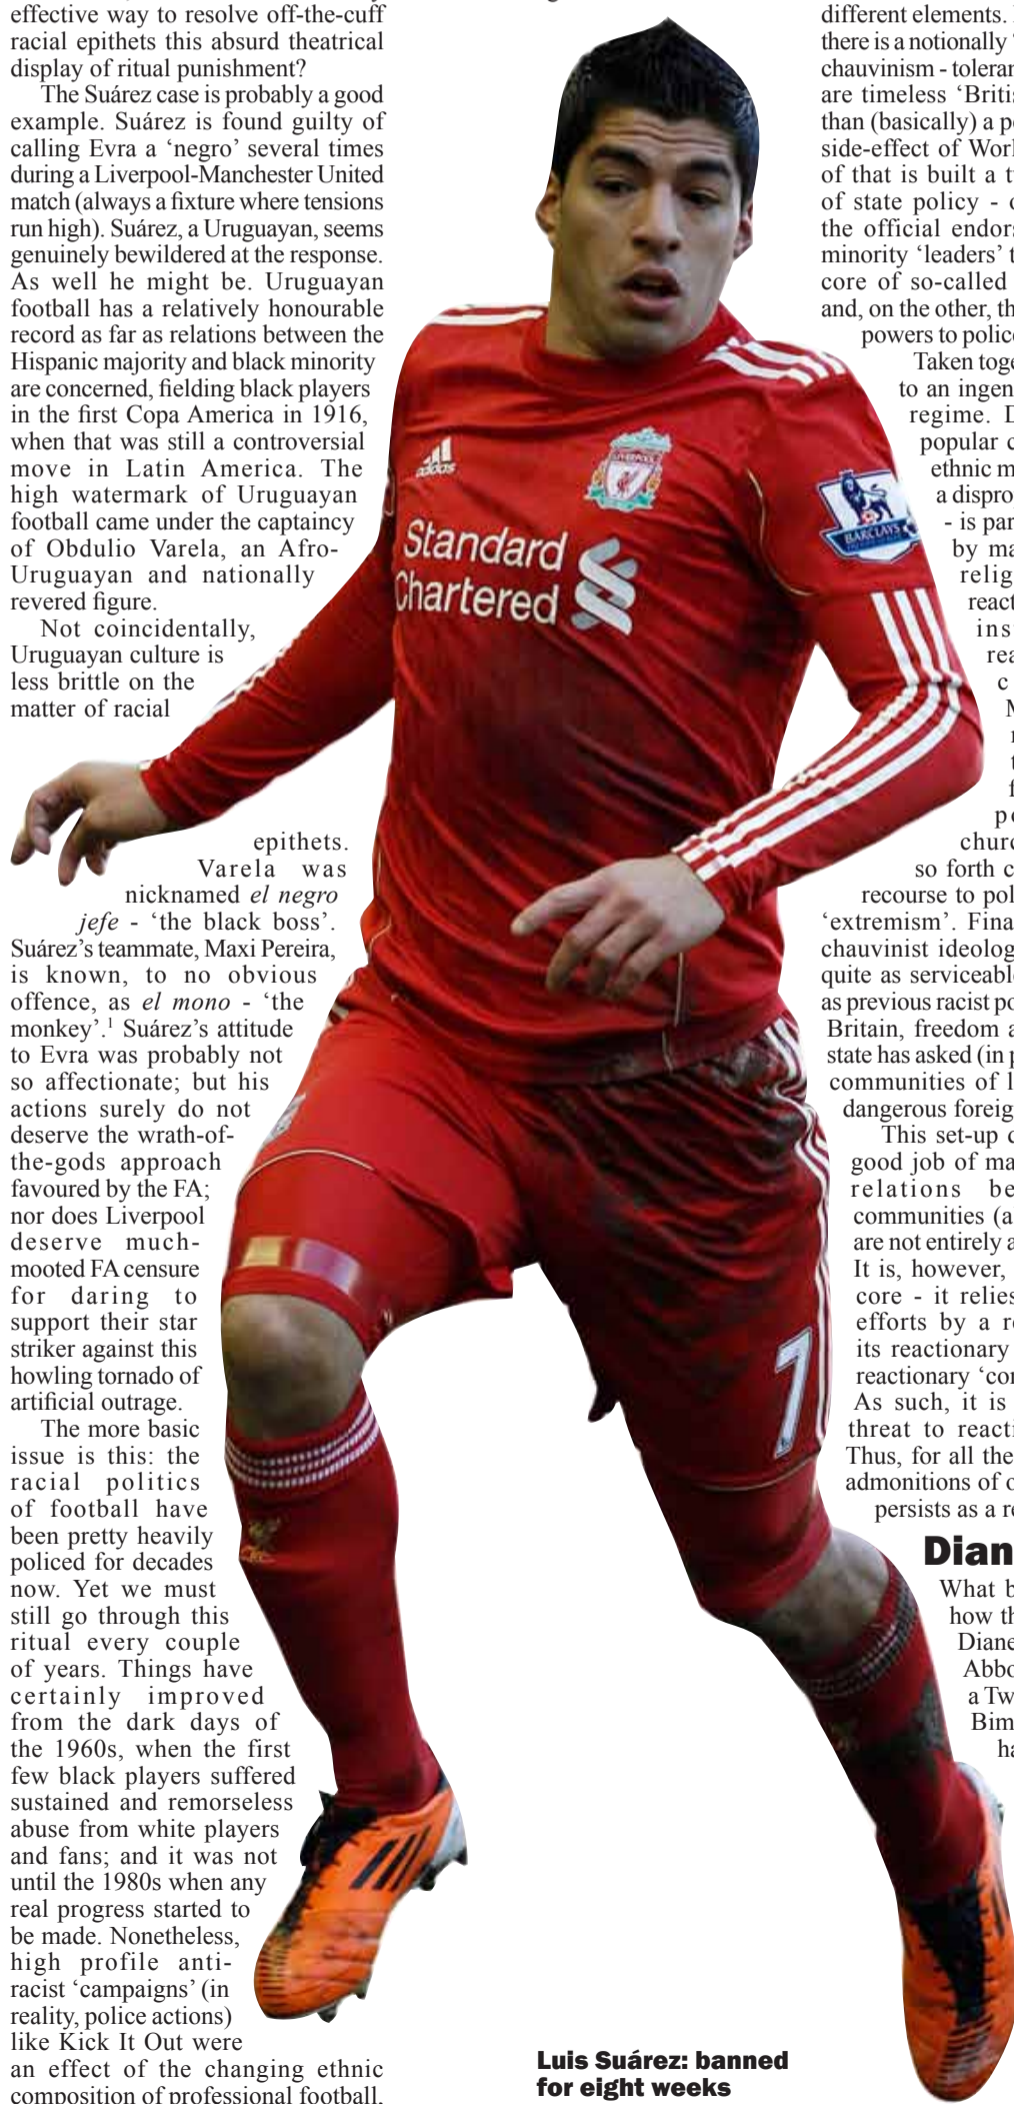 effective way to resolve off-the-cuff
racial epithets this absurd theatrical
display of ritual punishment?
The Suárez case is probably a good
example. Suárez is found guilty of
calling Evra a ‘negro’ several times
during a Liverpool-Manchester United
match (always a fixture where tensions
run high). Suárez, a Uruguayan, seems
genuinely bewildered at the response.
As well he might be. Uruguayan
football has a relatively honourable
record as far as relations between the
Hispanic majority and black minority
are concerned, fielding black players
in the first Copa America in 1916,
when that was still a controversial
move in Latin America. The
high watermark of Uruguayan
football came under the captaincy
of Obdulio Varela, an Afro-
Uruguayan and nationally
revered figure.
Not coincidentally,
Uruguayan culture is
less brittle on the
matter of racial
epithets.
Varela was
nicknamed el negro
jefe - ‘the black boss’.
Suárez’s teammate, Maxi Pereira,
is known, to no obvious
offence, as el mono - ‘the
monkey’.1 Suárez’s attitude
to Evra was probably not
so affectionate; but his
actions surely do not
deserve the wrath-of-
the-gods approach
favoured by the FA;
nor does Liverpool
deserve much-
mooted FA censure
for daring to
support their star
striker against this
howling tornado of
artificial outrage.
The more basic
issue is this: the
racial politics
of football have
been pretty heavily
policed for decades
now. Yet we must
still go through this
ritual every couple
of years. Things have
certainly improved
from the dark days of
the 1960s, when the first
few black players suffered
sustained and remorseless
abuse from white players
and fans; and it was not
until the 1980s when any
real progress started to
be made. Nonetheless,
high profile anti-
racist ‘campaigns’ (in
reality, police actions)
like Kick It Out were
an effect of the changing ethnic
composition of professional football,
adidas
LIVERPOOL
Standard
Chartered
BARCLAYS
7
Luis Suárez: banned
for eight weeks
different elements.
there is a notionally
chauvinism - toleran
are timeless ‘Britis
than (basically) a p
side-effect of Worl
of that is built a t
of state policy - o
the official endors
minority ‘leaders’ t
core of so-called
and, on the other, th
powers to police
Taken toge
to an ingen
regime. D
popular c
ethnic m
a disprop
- is par
by ma
relig
react
ins
rea
c
M
r
t
f
po
churc
so forth c
recourse to pol
‘extremism’. Fina
chauvinist ideolog
quite as serviceable
as previous racist po
Britain, freedom a
state has asked (in p
communities of l
dangerous foreig
This set-up c
good job of ma
relations be
communities (a
are not entirely a
It is, however,
core - it relies
efforts by a r
its reactionary
reactionary ‘con
As such, it is
threat to reacti
Thus, for all the
admonitions of o
persists as a r
Dian
What b
how th
Diane
Abbo
a Tw
Bim
ha